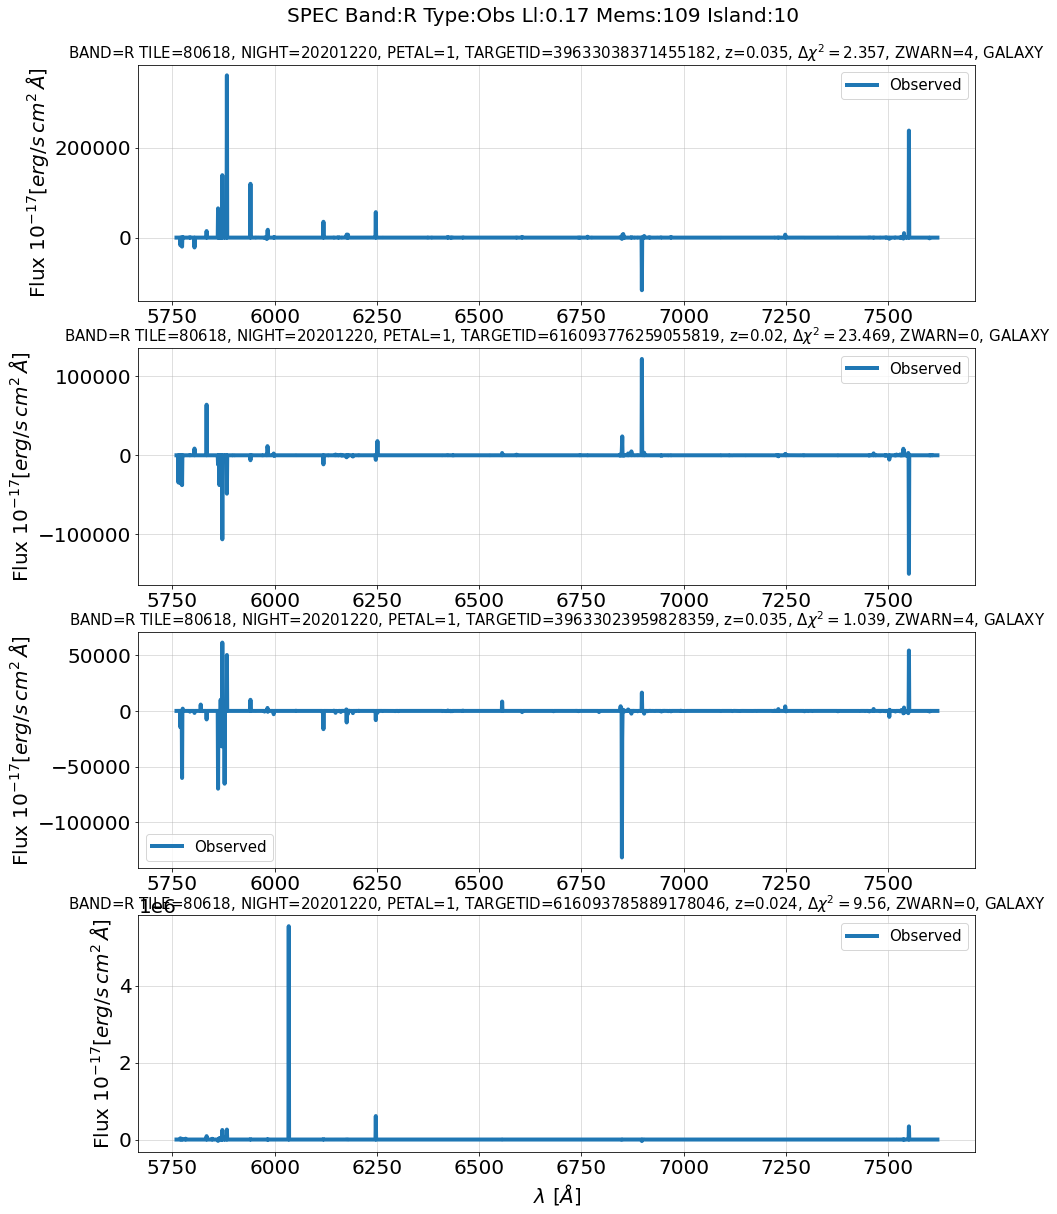 SPEC Band:R Type:Obs Ll:0.17 Mems:109 Island:10
BAND=R TILE=80618, NIGHT=20201220, PETAL=1, TARGETID=39633038371455182, z=0.035, Δχ²=2.357, ZWARN=4, GALAXY
Flux 10⁻¹⁷[erg/s cm² Å]
200000
0
Observed
5750 6000 6250 6500 6750 7000 7250 7500
BAND=R TILE=80618, NIGHT=20201220, PETAL=1, TARGETID=616093776259055819, z=0.02, Δχ²=23.469, ZWARN=0, GALAXY
Flux 10⁻¹⁷[erg/s cm² Å]
100000
0
−100000
Observed
5750 6000 6250 6500 6750 7000 7250 7500
BAND=R TILE=80618, NIGHT=20201220, PETAL=1, TARGETID=39633023959828359, z=0.035, Δχ²=1.039, ZWARN=4, GALAXY
Flux 10⁻¹⁷[erg/s cm² Å]
50000
0
−50000
−100000
Observed
5750 6000 6250 6500 6750 7000 7250 7500
BAND=R TILE=80618, NIGHT=20201220, PETAL=1, TARGETID=616093785889178046, z=0.024, Δχ²=9.56, ZWARN=0, GALAXY
1e6
Flux 10⁻¹⁷[erg/s cm² Å]
4
2
0
Observed
5750 6000 6250 6500 6750 7000 7250 7500
λ [Å]